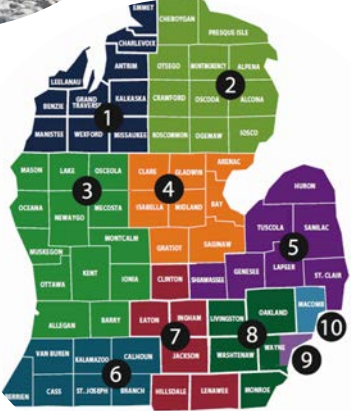 EMMET
CHEBOYGAN
PRESQUE ISLE
CHARLEVOIX
ANTRIM
OTSEGO
MONTMORENCY
ALPENA
2
LEELANAU
BENZIE
GRAND
TRAVERSE
KALKASKA
CRAWFORD
OSCODA
ALCONA
1
MANISTEE
WEXFORD
MISSAUKEE
ROSCOMMON
OGEMAW
IOSCO
ARENAC
MASON
LAKE
OSCEOLA
CLARE
GLADWIN
3
4
HURON
OCEANA
NEWAYGO
MECOSTA
ISABELLA
MIDLAND
BAY
TUSCOLA
SANILAC
MONTCALM
GRATIOT
SAGINAW
5
MUSKEGON
KENT
IONIA
CLINTON
SHIAWASSEE
GENESEE
LAPEER
ST. CLAIR
OTTAWA
ALLEGAN
BARRY
EATON
INGHAM
LIVINGSTON
OAKLAND
MACOMB
10
7
8
VAN BUREN
KALAMAZOO
CALHOUN
JACKSON
WASHTENAW
WAYNE
9
6
BERRIEN
CASS
ST. JOSEPH
BRANCH
HILLSDALE
LENAWEE
MONROE